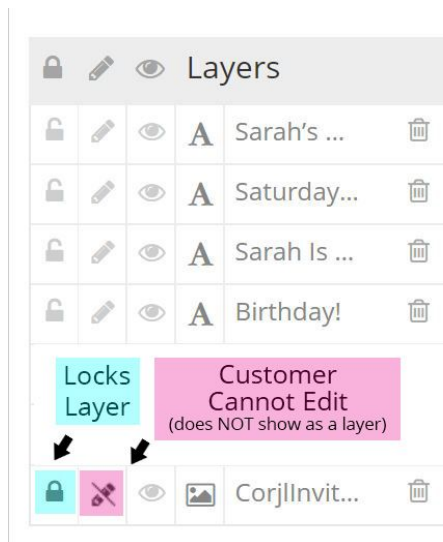 Layers
A Sarah's ...
A Saturday...
A Sarah Is ...
A Birthday!
Locks
Layer
Customer
Cannot Edit
(does NOT show as a layer)
CorjlInvit...